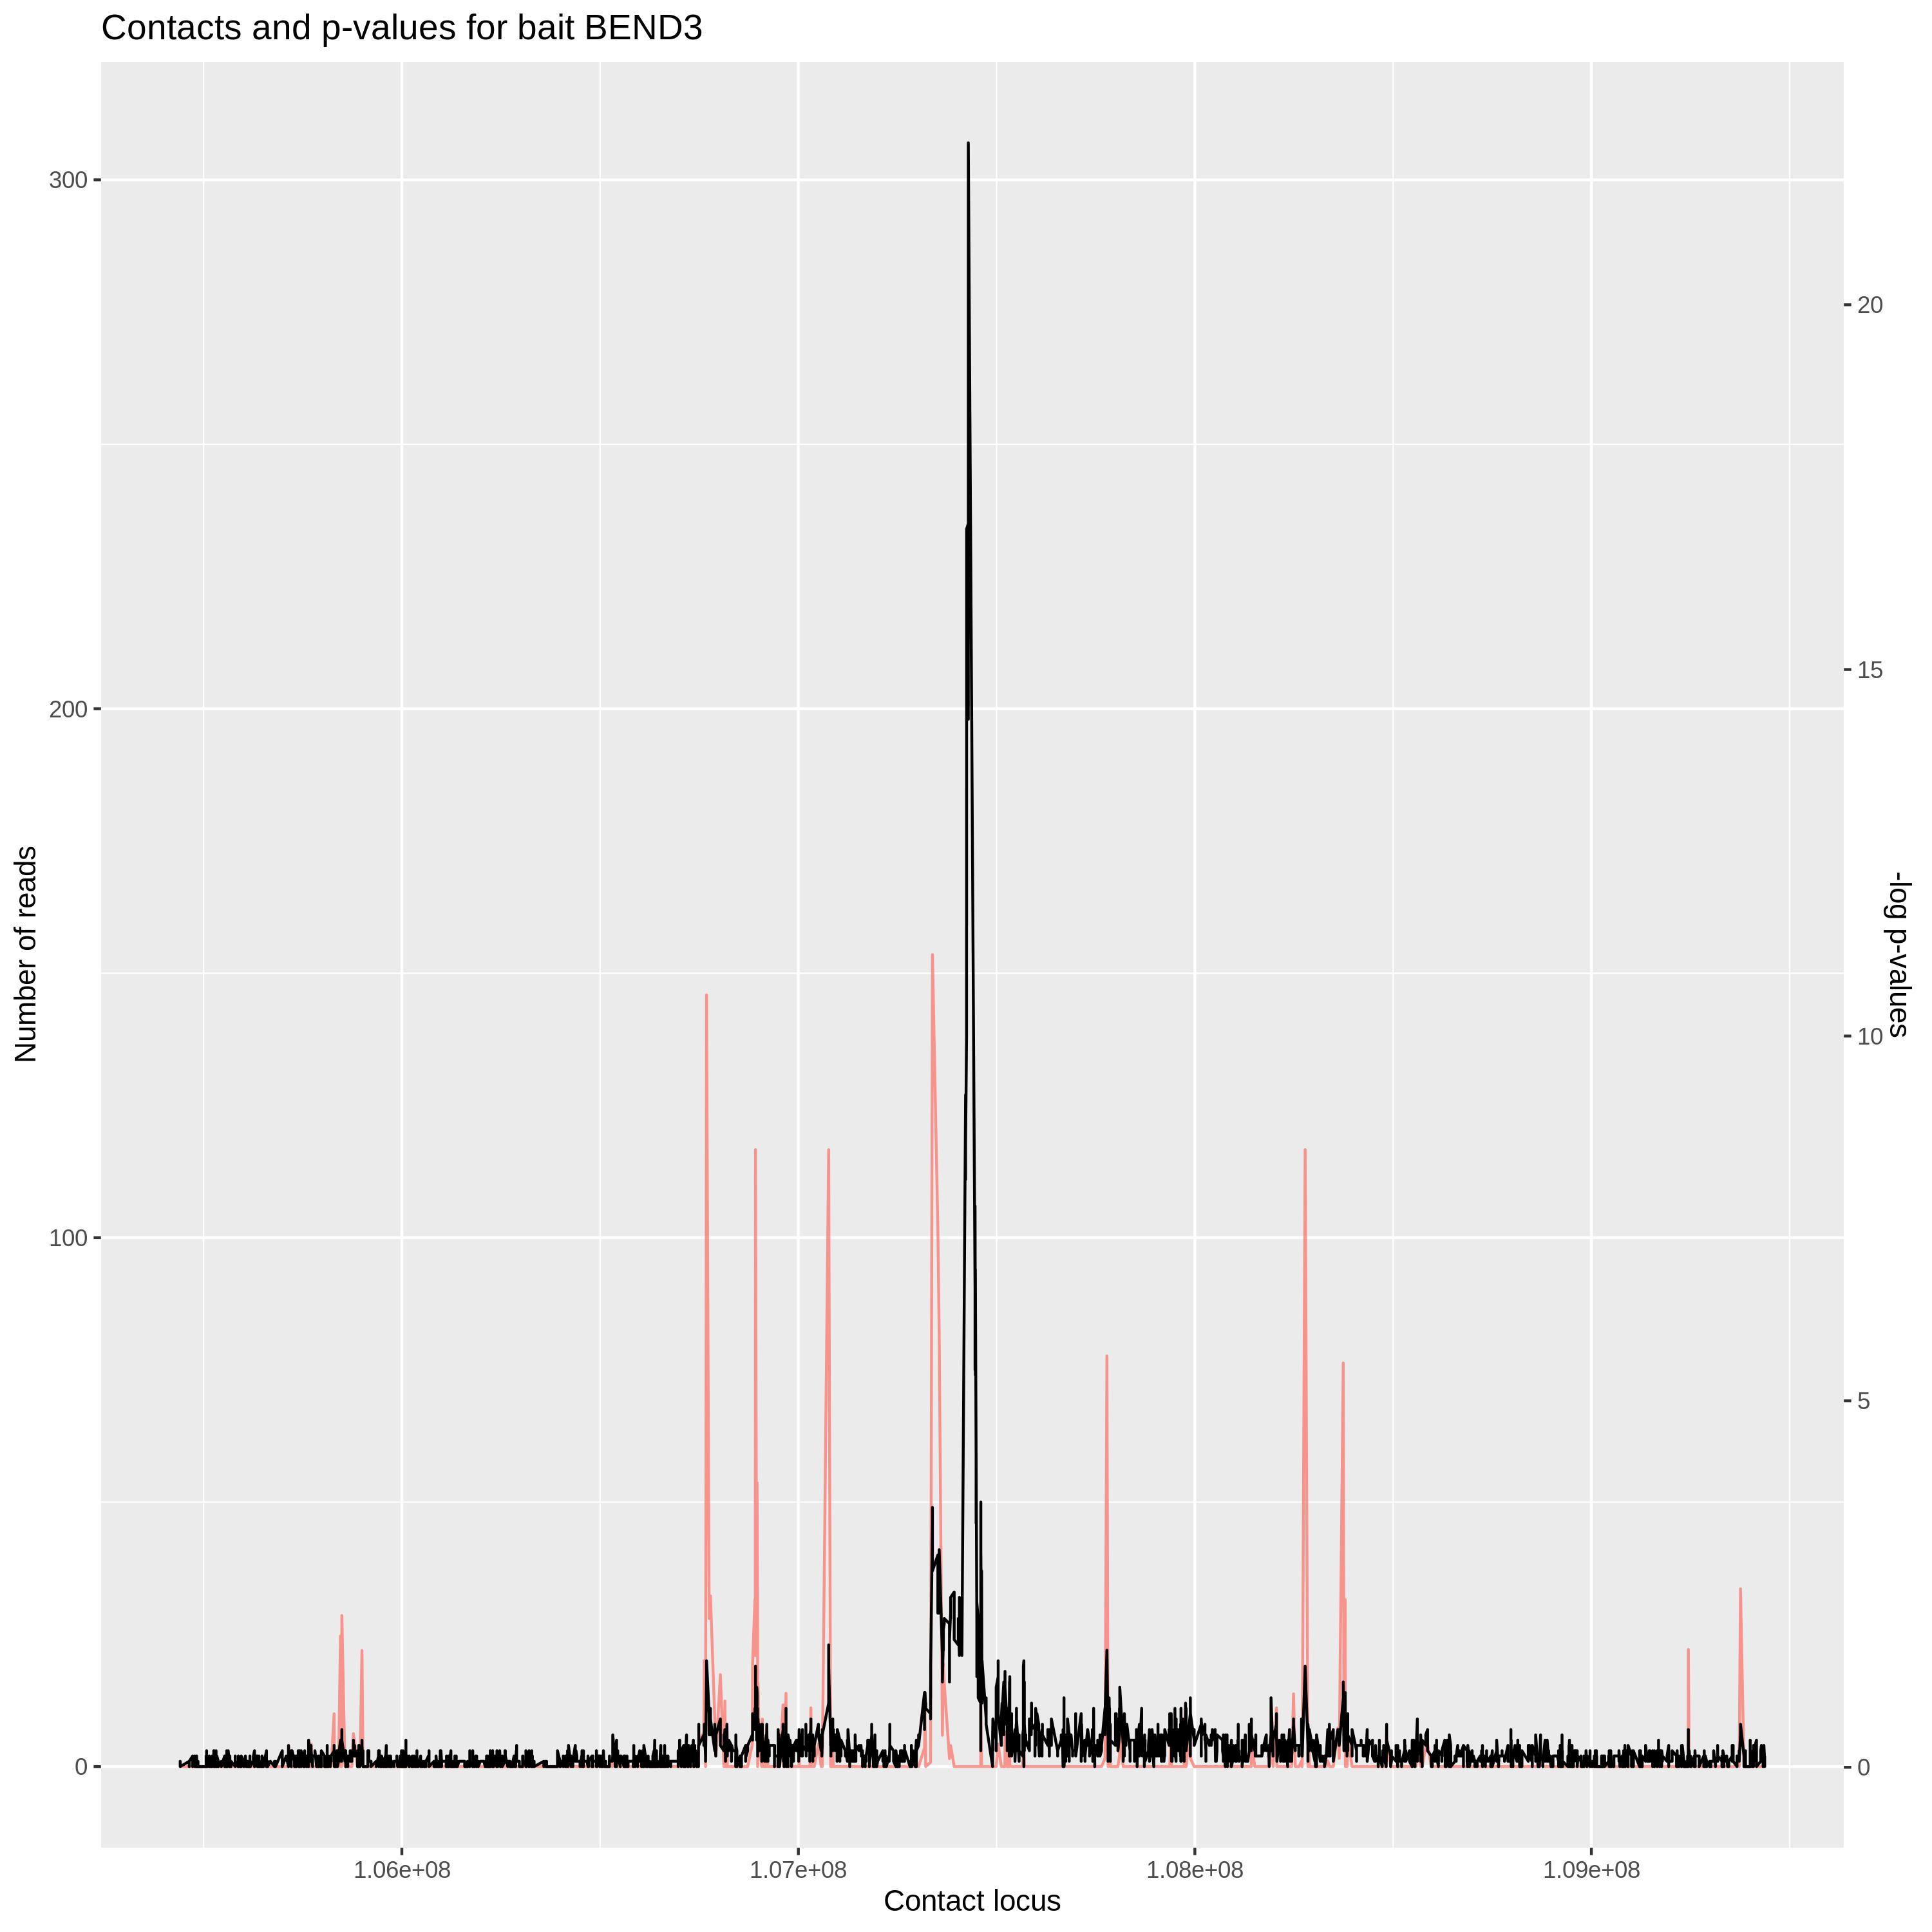 Contacts and p-values for bait BEND3
300
200
100
0
Number of reads
20
15
10
5
0
-log p-values
1.06e+08
1.07e+08
1.08e+08
1.09e+08
Contact locus